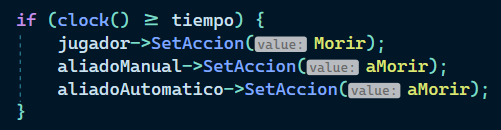 if (clock() ≥ tiempo) {
jugador->SetAccion(value: Morir);
aliadoManual->SetAccion(value: aMorir);
aliadoAutomatico->SetAccion(value: aMorir);
}